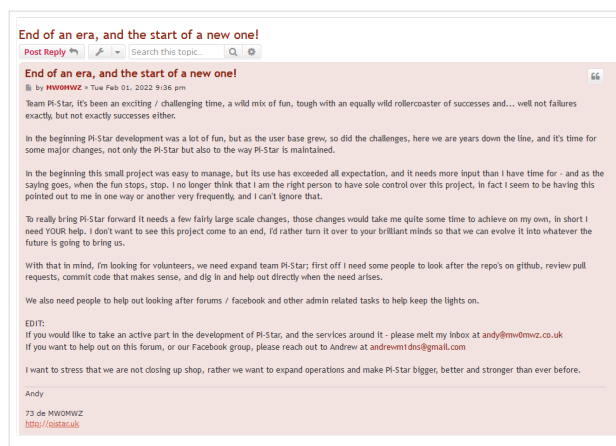 End of an era, and the start of a new one!
Post Reply
Search this topic...
End of an era, and the start of a new one!
by MW0MWZ » Tue Feb 01, 2022 9:36 pm
Team Pi-Star, it's been an exciting / challenging time, a wild mix of fun, tough with an equally wild rollercoaster of successes and... well not failures
exactly, but not exactly successes either.
In the beginning Pi-Star development was a lot of fun, but as the user base grew, so did the challenges, here we are years down the line, and it's time for
some major changes, not only the Pi-Star but also to the way Pi-Star is maintained.
In the beginning this small project was easy to manage, but its use has exceeded all expectation, and it needs more input than I have time for - and as the
saying goes, when the fun stops, stop. I no longer think that I am the right person to have sole control over this project, in fact I seem to be having this
pointed out to me in one way or another very frequently, and I can't ignore that.
To really bring Pi-Star forward it needs a few fairly large scale changes, those changes would take me quite some time to achieve on my own, in short I
need YOUR help. I don't want to see this project come to an end, I'd rather turn it over to your brilliant minds so that we can evolve it into whatever the
future is going to bring us.
With that in mind, I'm looking for volunteers, we need expand team Pi-Star; first off I need some people to look after the repo's on github, review pull
requests, commit code that makes sense, and dig in and help out directly when the need arises.
We also need people to help out looking after forums / facebook and other admin related tasks to help keep the lights on.
EDIT:
If you would like to take an active part in the development of Pi-Star, and the services around it - please melt my inbox at andy@mw0mwz.co.uk
If you want to help out on this forum, or our Facebook group, please reach out to Andrew at andrewm1dns@gmail.com
I want to stress that we are not closing up shop, rather we want to expand operations and make Pi-Star bigger, better and stronger than ever before.
Andy
73 de MW0MWZ
http://pistar.uk